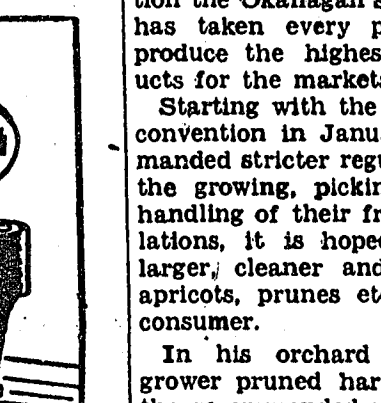 tion the Okanagan s
has taken every p
produce the highes
ucts for the markets
Starting with the
convention in Janu
manded stricter regu
the growing, pickin
handling of their fr
lations, it is hope
larger, cleaner and
apricots, prunes et
consumer.
In his orchard
grower pruned har